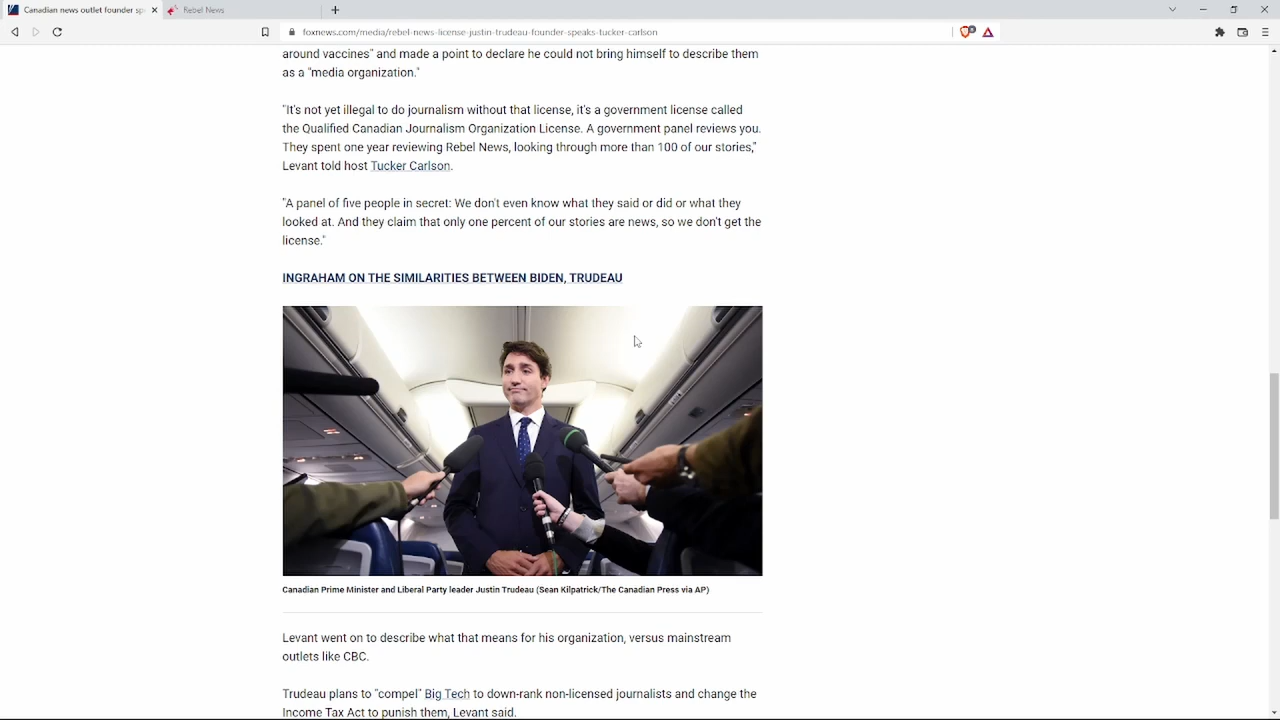 Canadian news outlet founder sp
Rebel News
foxnews.com/media/rebel-news-license-justin-trudeau-founder-speaks-tucker-carlson
around vaccines" and made a point to declare he could not bring himself to describe them
as a "media organization."
"It's not yet illegal to do journalism without that license, it's a government license called
the Qualified Canadian Journalism Organization License. A government panel reviews you.
They spent one year reviewing Rebel News, looking through more than 100 of our stories,"
Levant told host Tucker Carlson.
"A panel of five people in secret: We don't even know what they said or did or what they
looked at. And they claim that only one percent of our stories are news, so we don't get the
license."
INGRAHAM ON THE SIMILARITIES BETWEEN BIDEN, TRUDEAU
Canadian Prime Minister and Liberal Party leader Justin Trudeau (Sean Kilpatrick/The Canadian Press via AP)
Levant went on to describe what that means for his organization, versus mainstream
outlets like CBC.
Trudeau plans to "compel" Big Tech to down-rank non-licensed journalists and change the
Income Tax Act to punish them, Levant said.